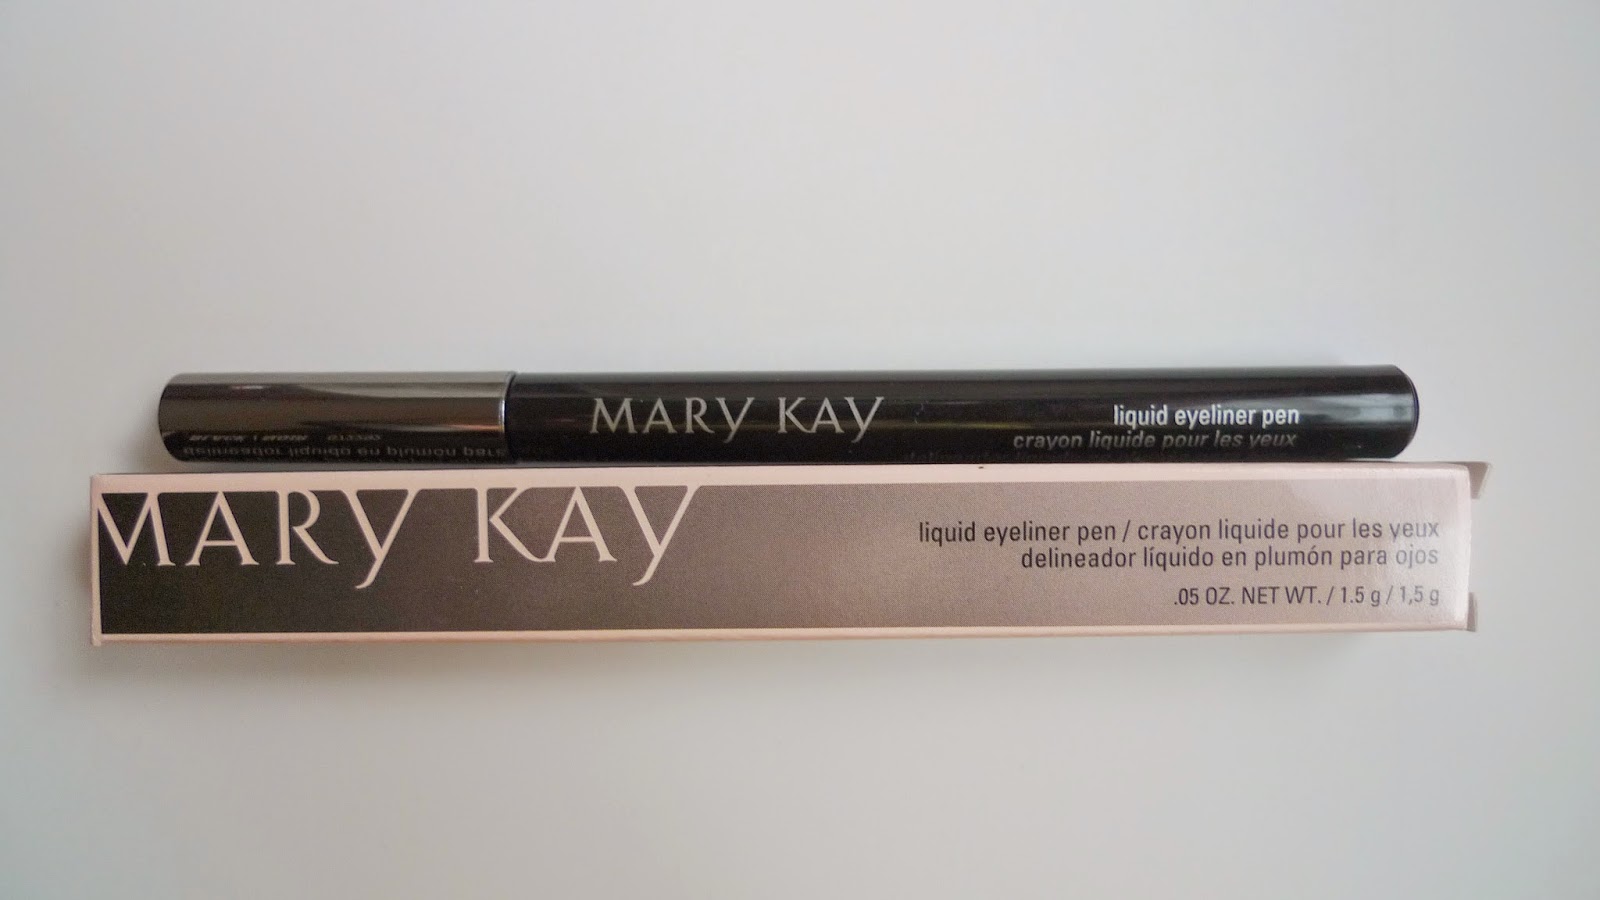 MARY KAY
liquid eyeliner pen
crayon liquide pour les yeux
MARY KAY
liquid eyeliner pen / crayon liquide pour les yeux
delineador líquido en plumón para ojos
.05 OZ. NET WT. / 1.5 g / 1,5 g